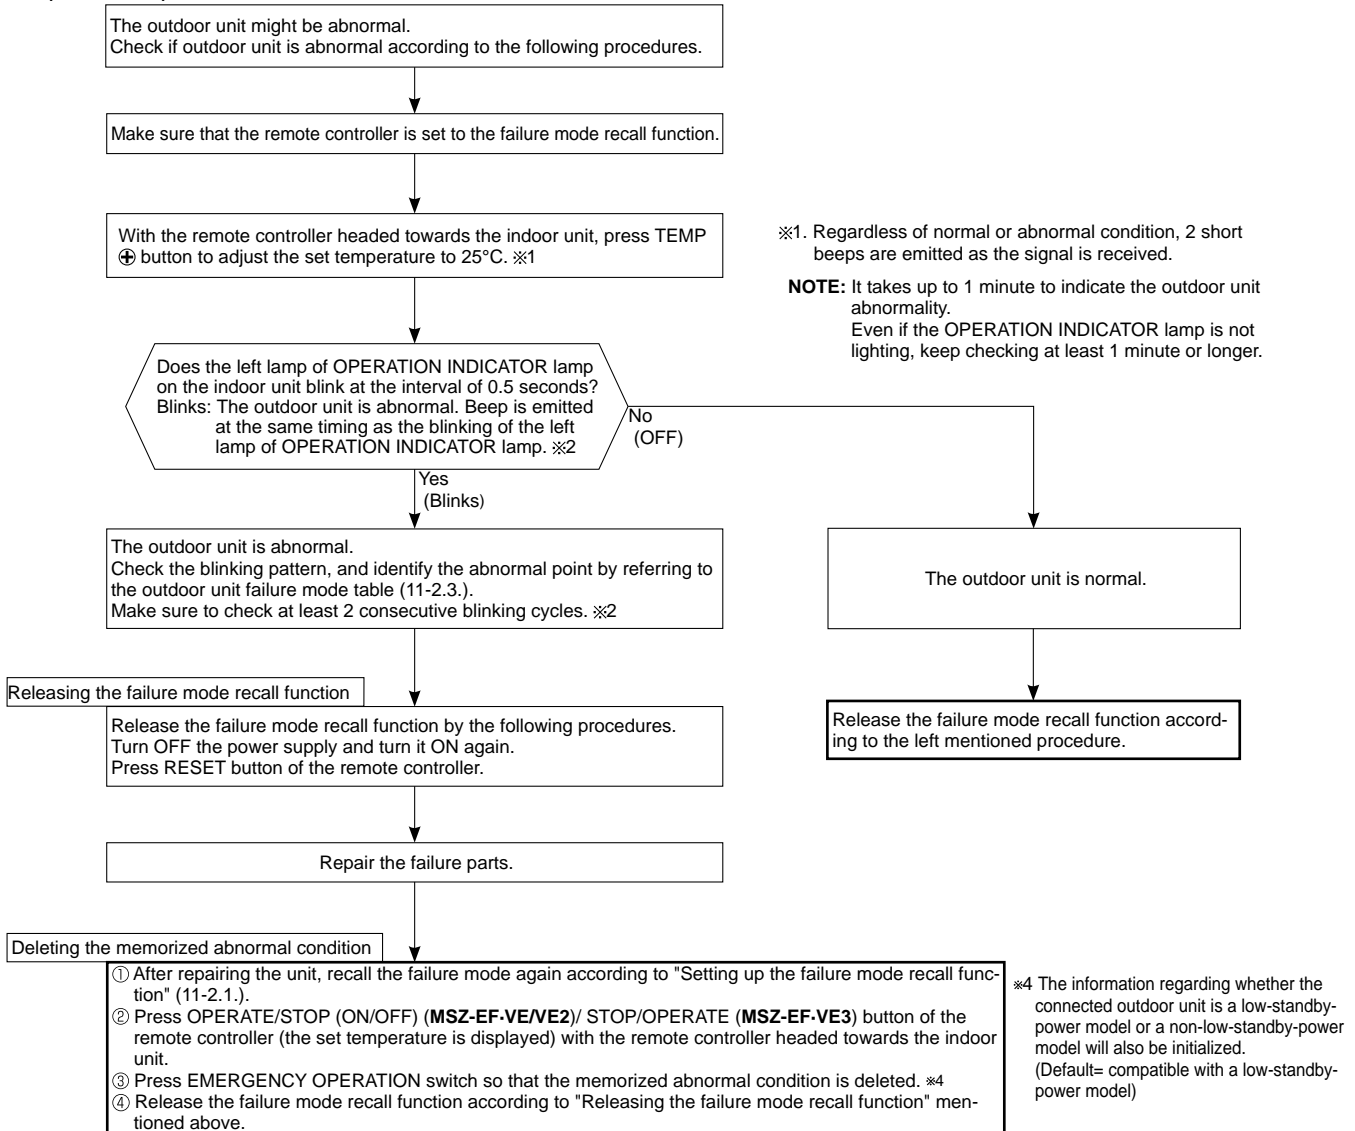 The outdoor unit might be abnormal.
Check if outdoor unit is abnormal according to the following procedures.
Make sure that the remote controller is set to the failure mode recall function.
With the remote controller headed towards the indoor unit, press TEMP
⊕ button to adjust the set temperature to 25°C. ※1
※1. Regardless of normal or abnormal condition, 2 short
beeps are emitted as the signal is received.
NOTE: It takes up to 1 minute to indicate the outdoor unit
abnormality.
Even if the OPERATION INDICATOR lamp is not
lighting, keep checking at least 1 minute or longer.
Does the left lamp of OPERATION INDICATOR lamp
on the indoor unit blink at the interval of 0.5 seconds?
Blinks: The outdoor unit is abnormal. Beep is emitted
at the same timing as the blinking of the left
lamp of OPERATION INDICATOR lamp. ※2
No
(OFF)
Yes
(Blinks)
The outdoor unit is abnormal.
Check the blinking pattern, and identify the abnormal point by referring to
the outdoor unit failure mode table (11-2.3.).
Make sure to check at least 2 consecutive blinking cycles. ※2
The outdoor unit is normal.
Releasing the failure mode recall function
Release the failure mode recall function by the following procedures.
Turn OFF the power supply and turn it ON again.
Press RESET button of the remote controller.
Release the failure mode recall function accord-
ing to the left mentioned procedure.
Repair the failure parts.
Deleting the memorized abnormal condition
① After repairing the unit, recall the failure mode again according to "Setting up the failure mode recall func-
tion" (11-2.1.).
② Press OPERATE/STOP (ON/OFF) (MSZ-EF·VE/VE2)/ STOP/OPERATE (MSZ-EF·VE3) button of the
remote controller (the set temperature is displayed) with the remote controller headed towards the indoor
unit.
③ Press EMERGENCY OPERATION switch so that the memorized abnormal condition is deleted. ※4
④ Release the failure mode recall function according to "Releasing the failure mode recall function" men-
tioned above.
※4 The information regarding whether the
connected outdoor unit is a low-standby-
power model or a non-low-standby-power
model will also be initialized.
(Default= compatible with a low-standby-
power model)